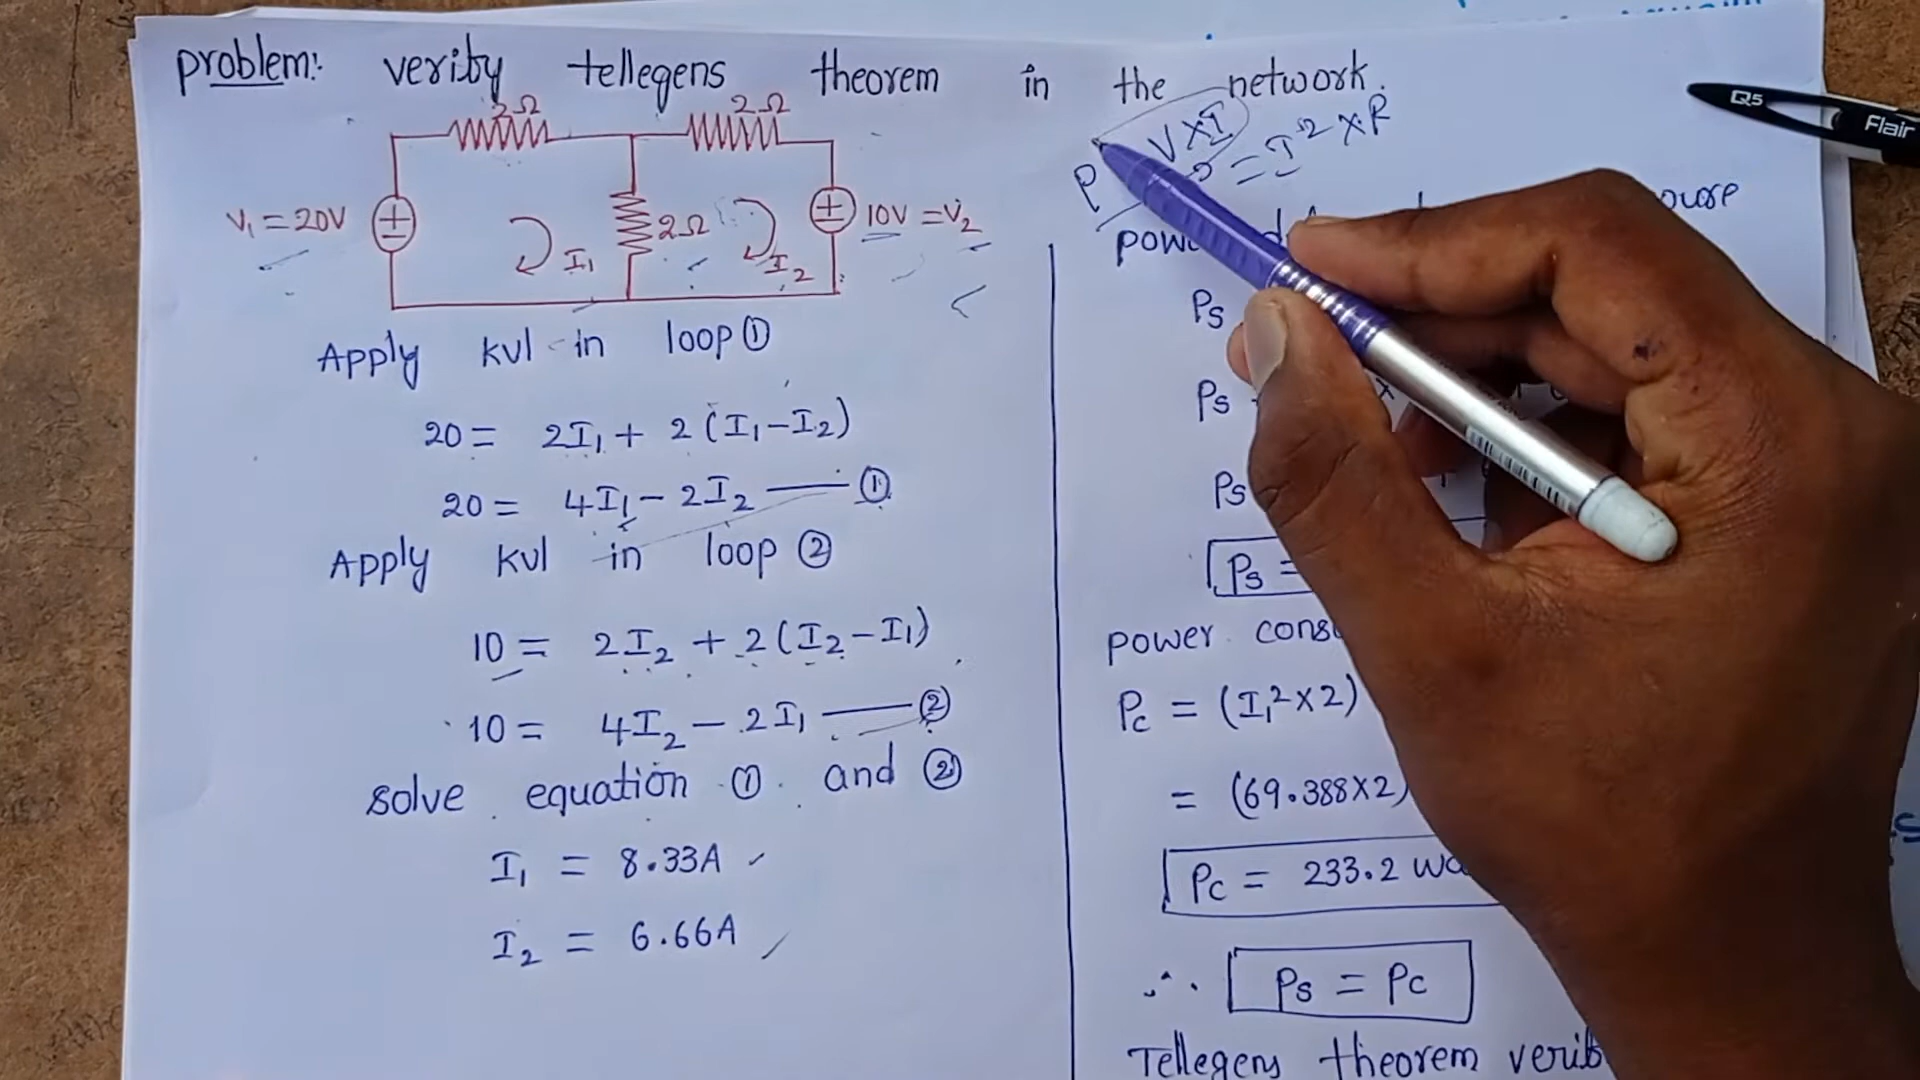 problem: verify tellegens theorem in the network.
2Ω 2Ω
V1 = 20V I1 2Ω I2 10V = V2
Apply kvl in loop ①
20 = 2I1 + 2 (I1-I2)
20 = 4I1 - 2I2 —— ①
Apply kvl in loop ②
10 = 2I2 + 2 (I2-I1)
10 = 4I2 - 2I1 —— ②
solve equation ① and ②
I1 = 8.33A
I2 = 6.66A
P V×I
= I² × R
Ps
Ps
Ps
Ps =
power
Pc = (I1²×2)
= (69.388×2)
Pc = 233.2
∴ Ps = Pc
Tellegens theorem
Q5
Flair